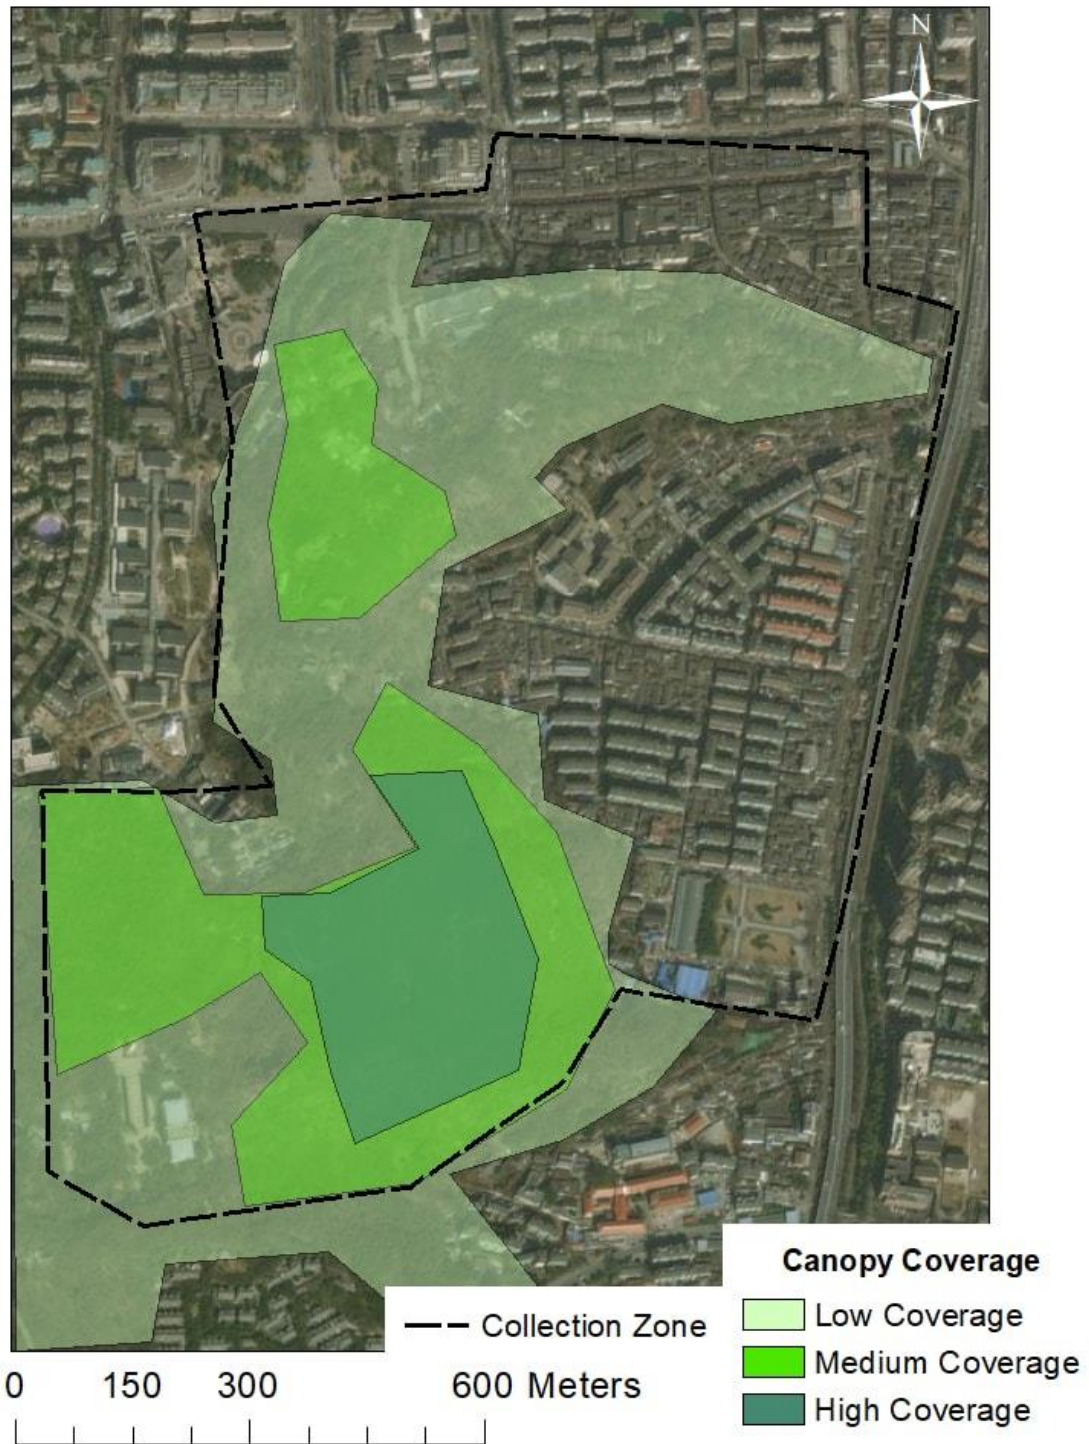 N
Canopy Coverage
Low Coverage
Collection Zone
Medium Coverage
High Coverage
0 150 300 600 Meters